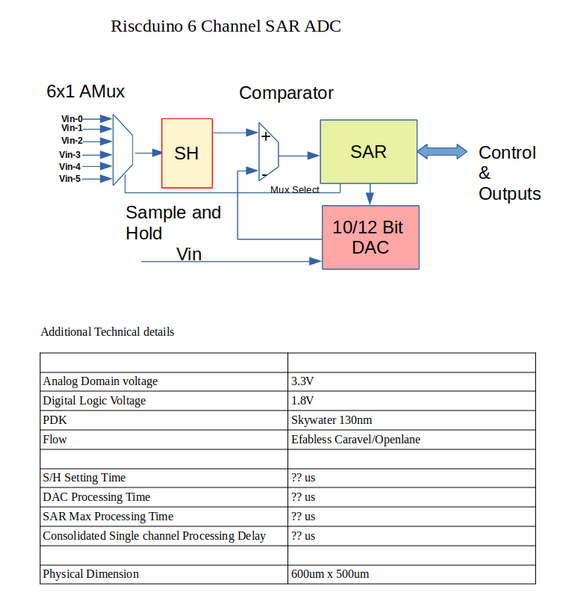 Riscduino 6 Channel SAR ADC
6x1 AMux
Comparator
Vin-0
Vin-1
Vin-2
Vin-3
Vin-4
Vin-5
SH
+
-
SAR
Control
&
Outputs
Mux Select
Sample and
Hold
10/12 Bit
DAC
Vin
Additional Technical details
Analog Domain voltage 3.3V
Digital Logic Voltage 1.8V
PDK Skywater 130nm
Flow Efabless Caravel/Openlane
S/H Setting Time ?? us
DAC Processing Time ?? us
SAR Max Processing Time ?? us
Consolidated Single channel Processing Delay ?? us
Physical Dimension 600um x 500um